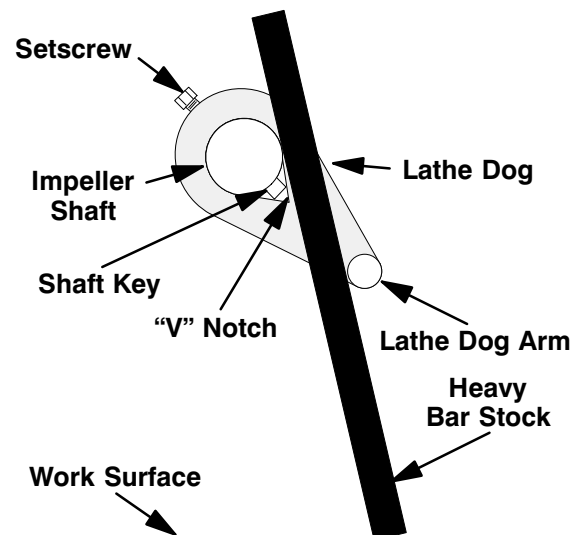 Setscrew
Impeller
Shaft
Lathe Dog
Shaft Key
“V” Notch
Lathe Dog Arm
Heavy
Bar Stock
Work Surface